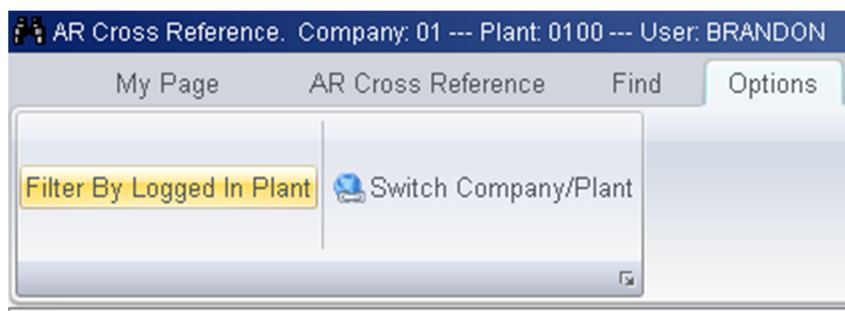 AR Cross Reference. Company: 01 --- Plant: 0100 --- User: BRANDON
My Page AR Cross Reference Find Options
Filter By Logged In Plant Switch Company/Plant